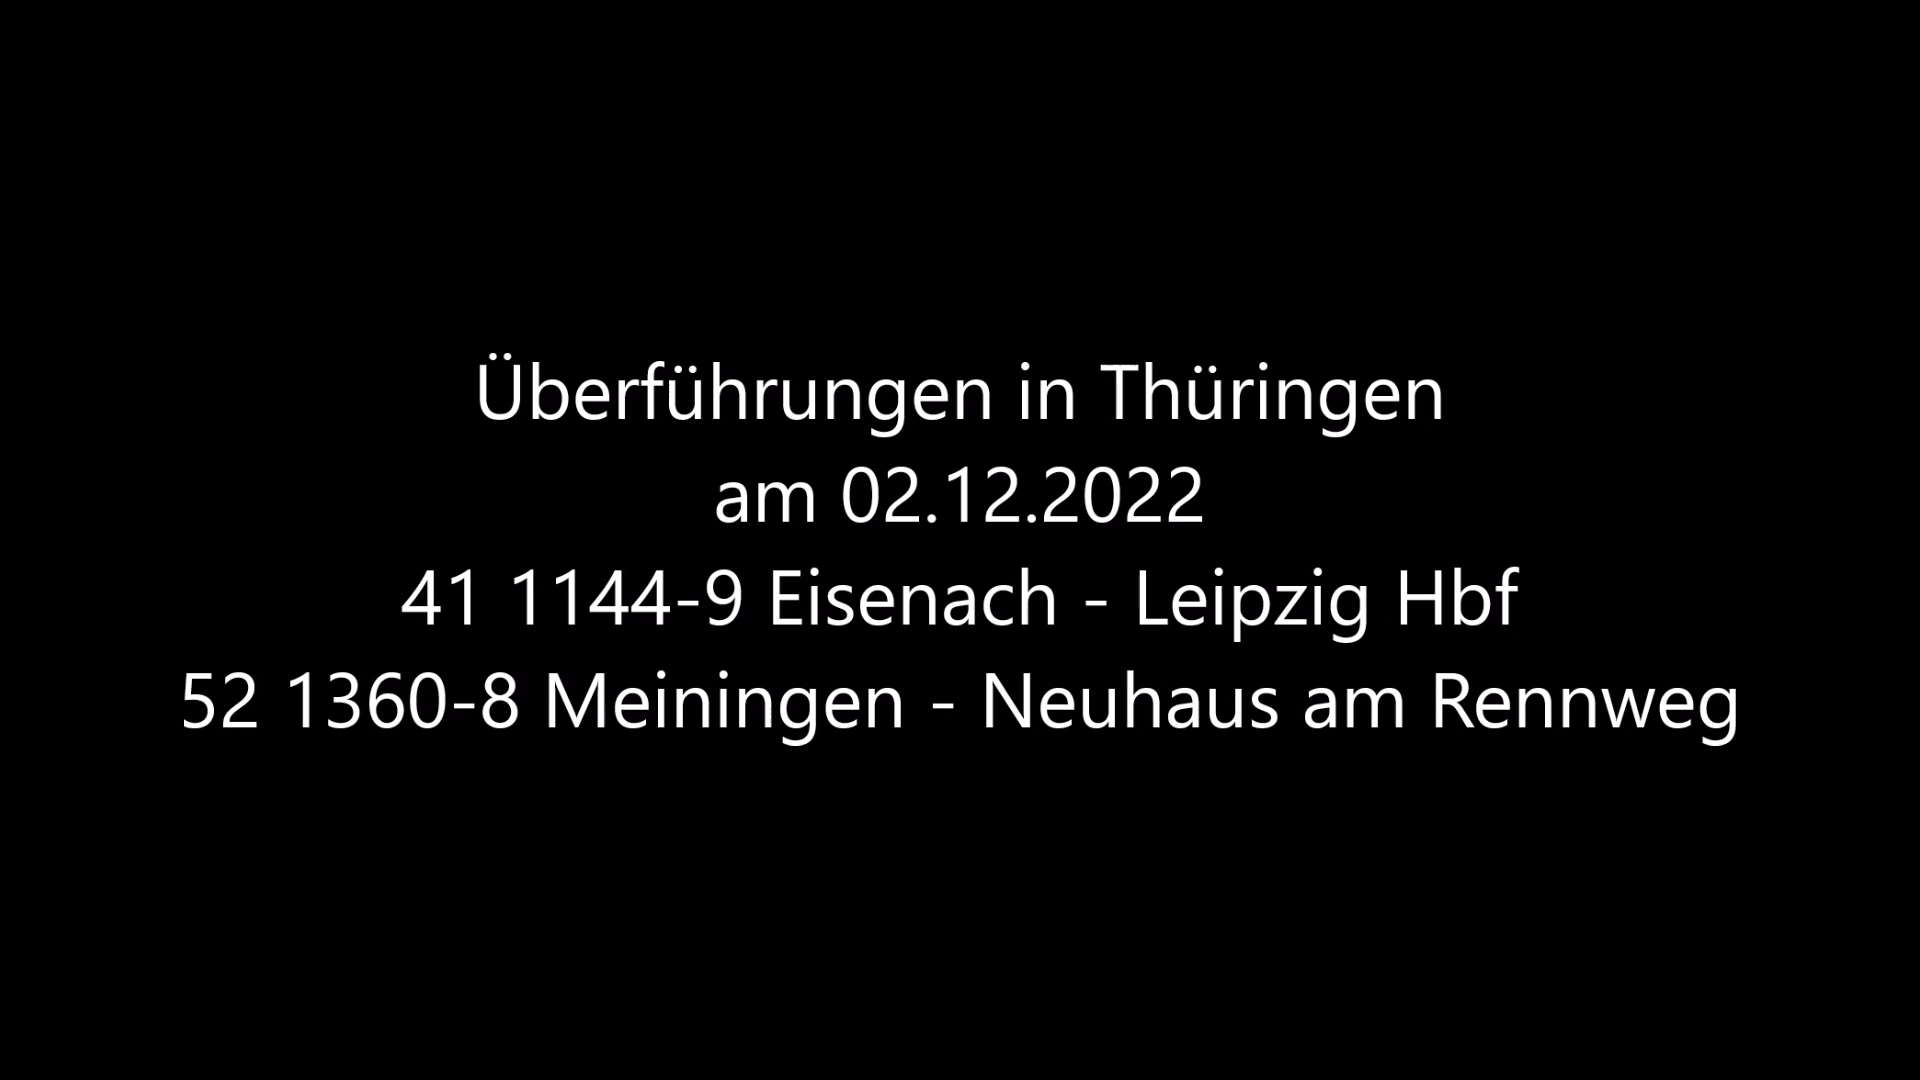 Überführungen in Thüringen
am 02.12.2022
41 1144-9 Eisenach - Leipzig Hbf
52 1360-8 Meiningen - Neuhaus am Rennweg